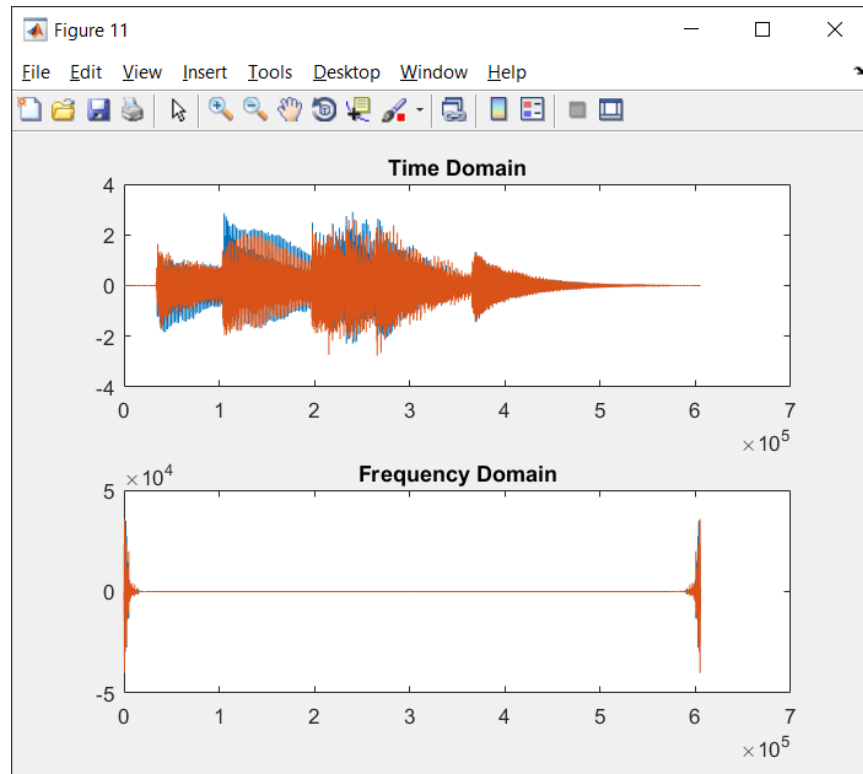 Figure 11
File Edit View Insert Tools Desktop Window Help
Time Domain
4
2
0
-2
-4
0 1 2 3 4 5 6 7
×10^5
Frequency Domain
×10^4
5
0
-5
0 1 2 3 4 5 6 7
×10^5